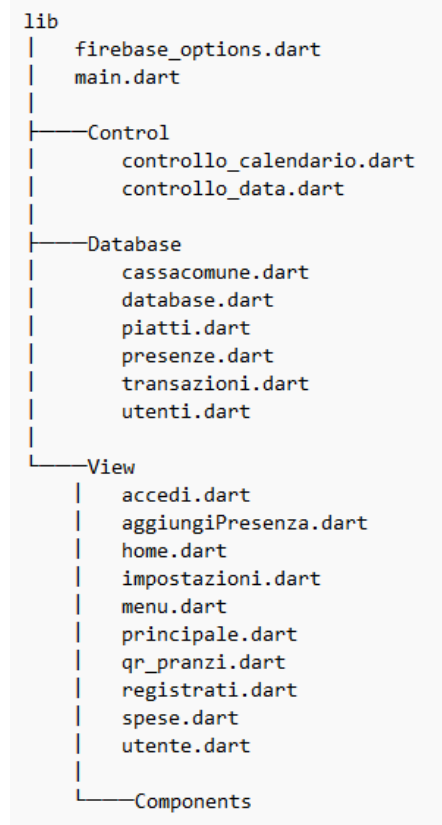 lib
│   firebase_options.dart
│   main.dart
│
├───Control
│       controllo_calendario.dart
│       controllo_data.dart
│
├───Database
│       cassacomune.dart
│       database.dart
│       piatti.dart
│       presenze.dart
│       transazioni.dart
│       utenti.dart
│
└───View
    │   accedi.dart
    │   aggiungiPresenza.dart
    │   home.dart
    │   impostazioni.dart
    │   menu.dart
    │   principale.dart
    │   qr_pranzi.dart
    │   registrati.dart
    │   spese.dart
    │   utente.dart
    │
    └───Components